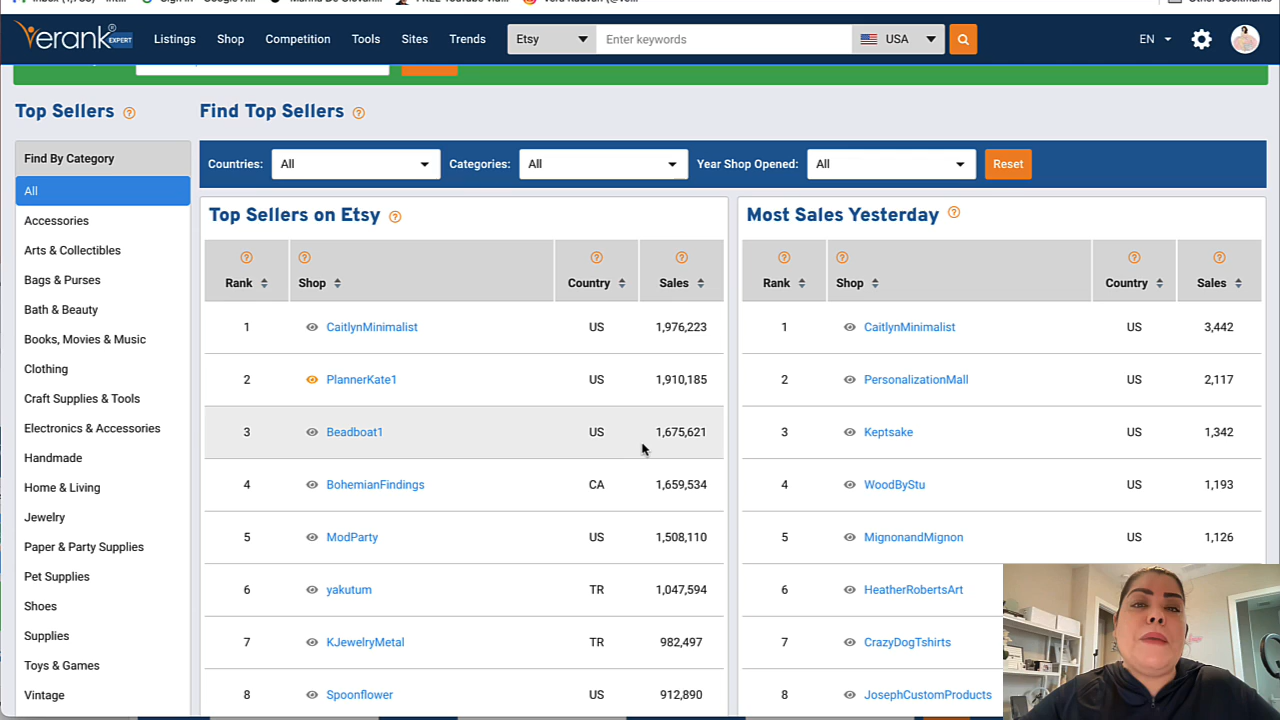 erank EXPERT
Listings
Shop
Competition
Tools
Sites
Trends
Etsy
Enter keywords
USA
EN
Top Sellers
Find Top Sellers
Find By Category
All
Accessories
Arts & Collectibles
Bags & Purses
Bath & Beauty
Books, Movies & Music
Clothing
Craft Supplies & Tools
Electronics & Accessories
Handmade
Home & Living
Jewelry
Paper & Party Supplies
Pet Supplies
Shoes
Supplies
Toys & Games
Vintage
Countries: All Categories: All Year Shop Opened: All Reset
Top Sellers on Etsy
Rank Shop Country Sales
1 CaitlynMinimalist US 1,976,223
2 PlannerKate1 US 1,910,185
3 Beadboat1 US 1,675,621
4 BohemianFindings CA 1,659,534
5 ModParty US 1,508,110
6 yakutum TR 1,047,594
7 KJewelryMetal TR 982,497
8 Spoonflower US 912,890
Most Sales Yesterday
Rank Shop Country Sales
1 CaitlynMinimalist US 3,442
2 PersonalizationMall US 2,117
3 Keptsake US 1,342
4 WoodByStu US 1,193
5 MignonandMignon US 1,126
6 HeatherRobertsArt
7 CrazyDogTshirts
8 JosephCustomProducts